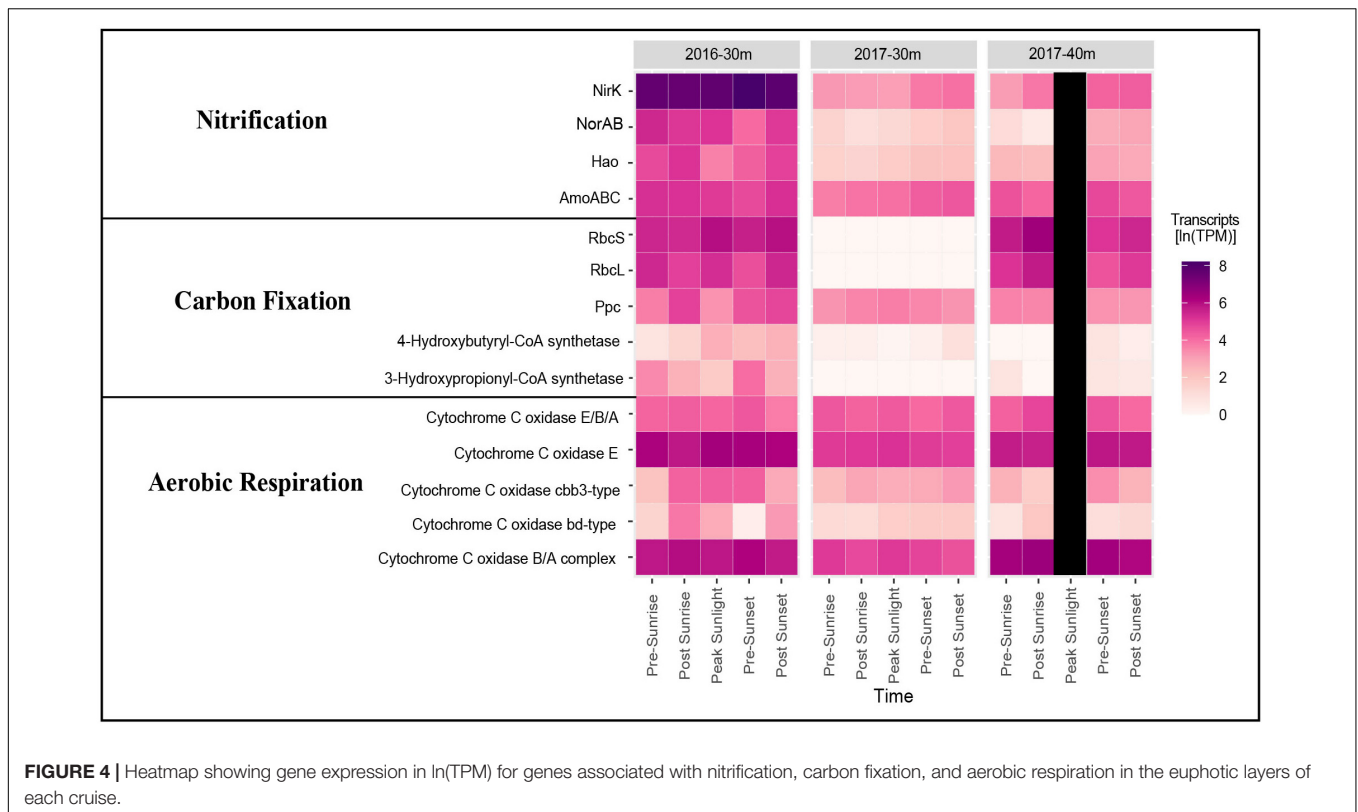 2016-30m
2017-30m
2017-40m
Nitrification
NirK
NorAB
Hao
AmoABC
Carbon Fixation
RbcS
RbcL
Ppc
4-Hydroxybutyryl-CoA synthetase
3-Hydroxypropionyl-CoA synthetase
Aerobic Respiration
Cytochrome C oxidase E/B/A
Cytochrome C oxidase E
Cytochrome C oxidase cbb3-type
Cytochrome C oxidase bd-type
Cytochrome C oxidase B/A complex
Transcripts
[ln(TPM)]
8
6
4
2
0
Pre-Sunrise
Post Sunrise
Peak Sunlight
Pre-Sunset
Post Sunset
Pre-Sunrise
Post Sunrise
Peak Sunlight
Pre-Sunset
Post Sunset
Pre-Sunrise
Post Sunrise
Peak Sunlight
Pre-Sunset
Post Sunset
Time
FIGURE 4 | Heatmap showing gene expression in ln(TPM) for genes associated with nitrification, carbon fixation, and aerobic respiration in the euphotic layers of
each cruise.